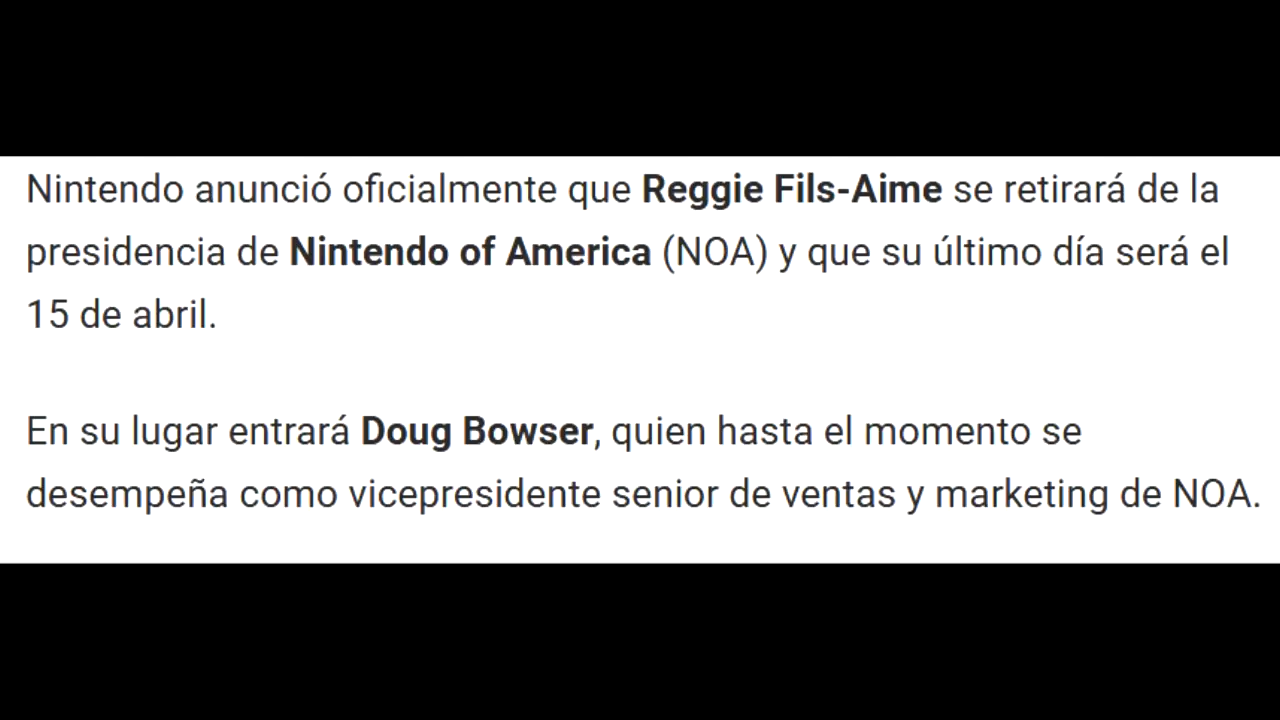 Nintendo anunció oficialmente que Reggie Fils-Aime se retirará de la
presidencia de Nintendo of America (NOA) y que su último día será el
15 de abril.
En su lugar entrará Doug Bowser, quien hasta el momento se
desempeña como vicepresidente senior de ventas y marketing de NOA.